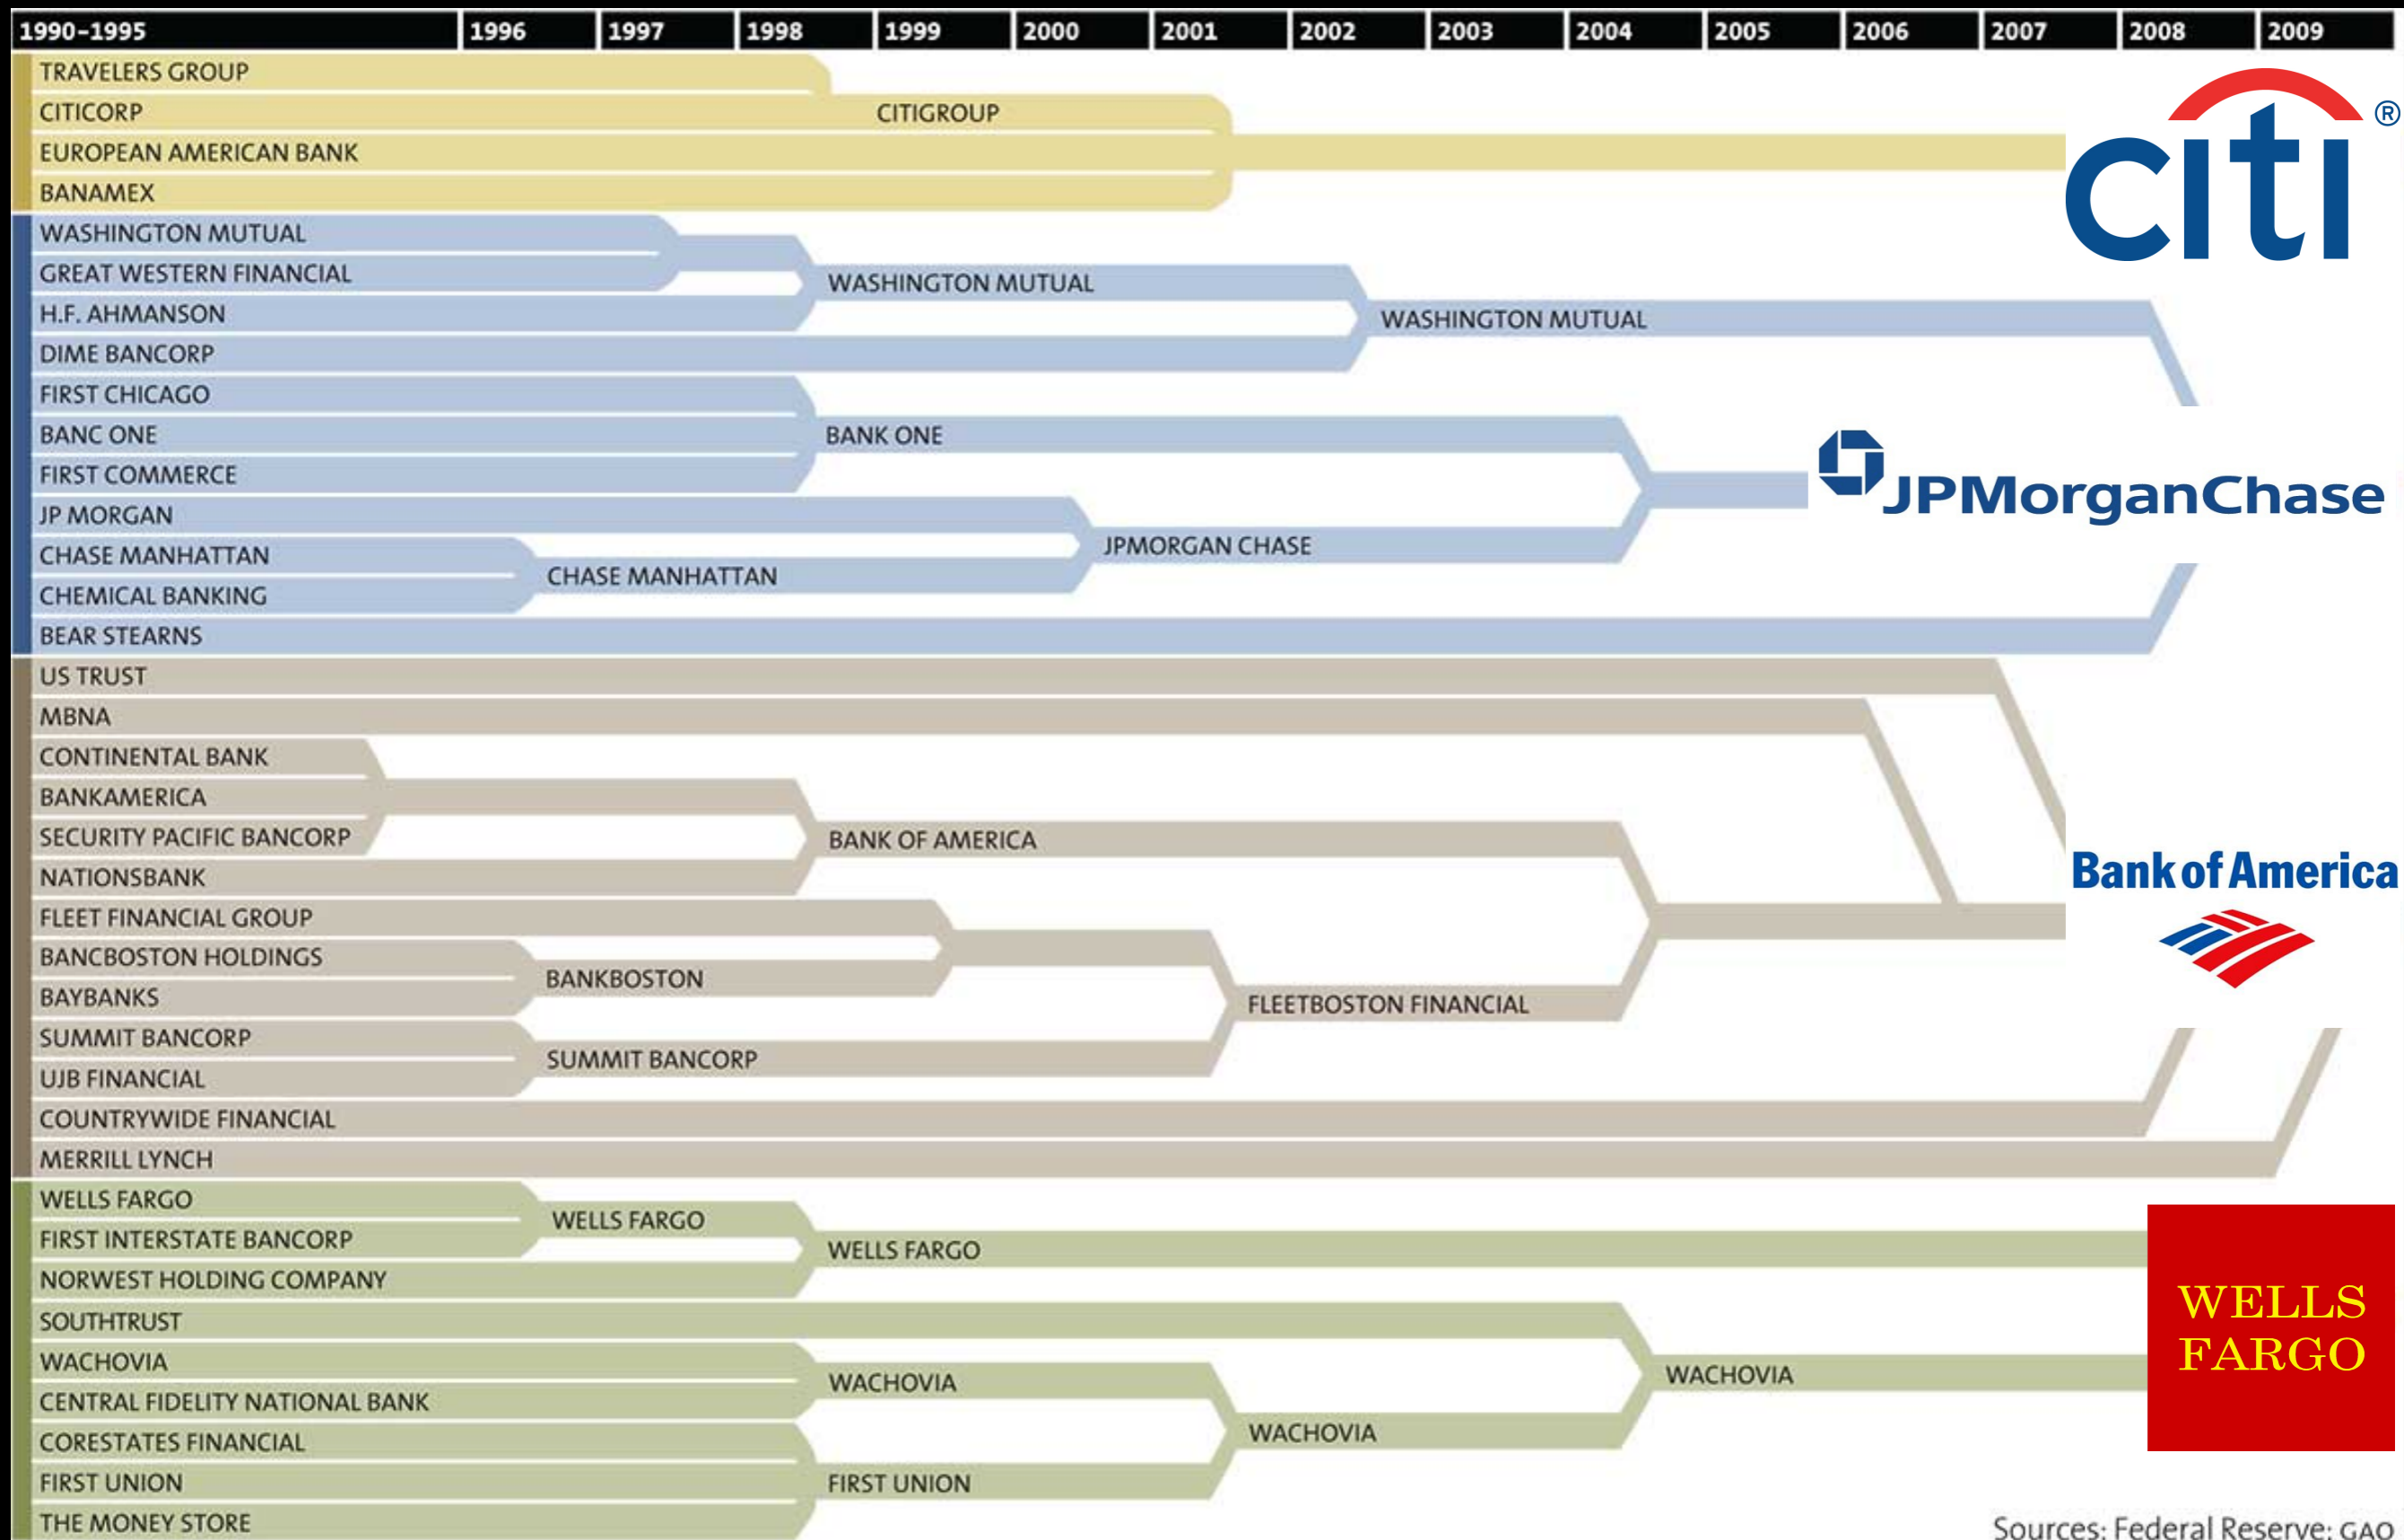 1990-1995 1996 1997 1998 1999 2000 2001 2002 2003 2004 2005 2006 2007 2008 2009
TRAVELERS GROUP
CITICORP CITIGROUP
EUROPEAN AMERICAN BANK
BANAMEX
citi ®
WASHINGTON MUTUAL
GREAT WESTERN FINANCIAL
WASHINGTON MUTUAL
H.F. AHMANSON
WASHINGTON MUTUAL
DIME BANCORP
FIRST CHICAGO
BANC ONE BANK ONE
FIRST COMMERCE
JPMorganChase
JP MORGAN
CHASE MANHATTAN JPMORGAN CHASE
CHASE MANHATTAN
CHEMICAL BANKING
BEAR STEARNS
US TRUST
MBNA
CONTINENTAL BANK
BANKAMERICA
SECURITY PACIFIC BANCORP BANK OF AMERICA
NATIONSBANK
Bank of America
FLEET FINANCIAL GROUP
BANCBOSTON HOLDINGS
BANKBOSTON
BAYBANKS
FLEETBOSTON FINANCIAL
SUMMIT BANCORP
SUMMIT BANCORP
UJB FINANCIAL
COUNTRYWIDE FINANCIAL
MERRILL LYNCH
WELLS FARGO
WELLS FARGO
FIRST INTERSTATE BANCORP
WELLS FARGO
NORWEST HOLDING COMPANY
WELLS
FARGO
SOUTHTRUST
WACHOVIA
WACHOVIA
WACHOVIA
CENTRAL FIDELITY NATIONAL BANK
WACHOVIA
CORESTATES FINANCIAL
FIRST UNION FIRST UNION
THE MONEY STORE
Sources: Federal Reserve; GAO